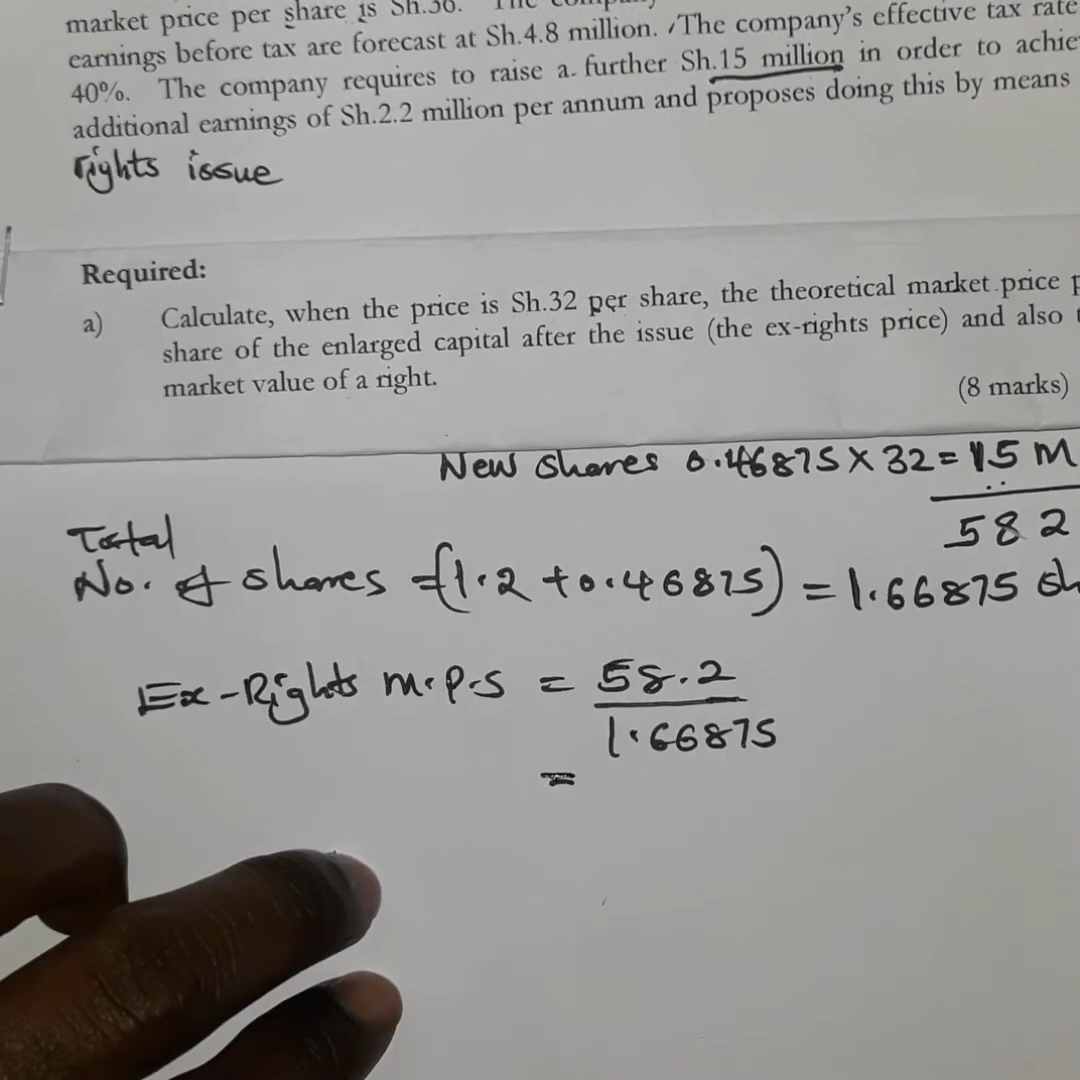 market price per share is Sh.36. The company
earnings before tax are forecast at Sh.4.8 million. The company's effective tax rate
40%. The company requires to raise a further Sh.15 million in order to achie
additional earnings of Sh.2.2 million per annum and proposes doing this by means
rights issue
Required:
a) Calculate, when the price is Sh.32 per share, the theoretical market price p
share of the enlarged capital after the issue (the ex-rights price) and also t
market value of a right.
(8 marks)
New shares 0.46875 x 32 = 15 M
58 2
Total
No. of shares = (1.2 + 0.46875) = 1.66875 sh
Ex-Rights m.p.s = 58.2
1.66875
=